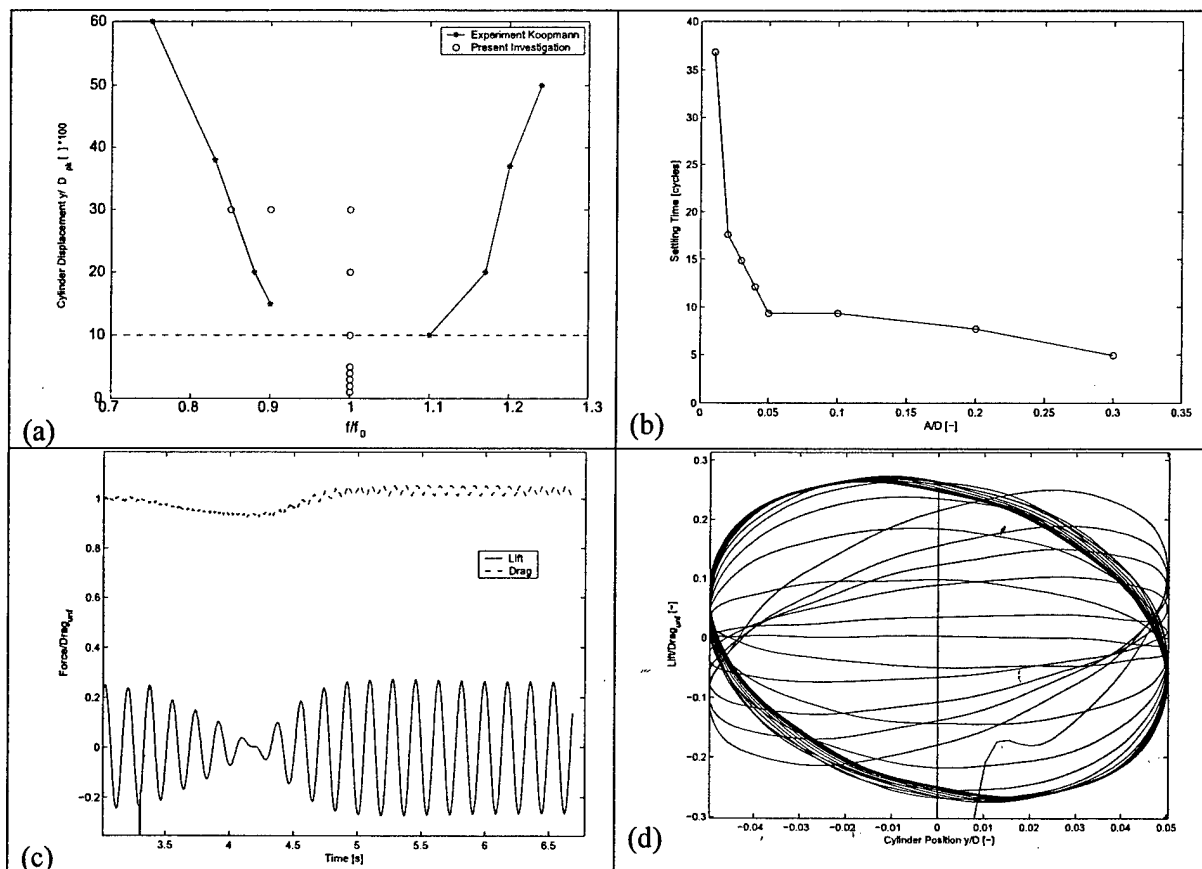 60
50
40
30
20
10
0
Cylinder Displacement y/ D pk [ ] *100
Experiment Koopmann
Present Investigation
0.7 0.8 0.9 1 1.1 1.2 1.3
f/f0
(a)
40
35
30
25
20
15
10
5
0
Settling Time [cycles]
0 0.05 0.1 0.15 0.2 0.25 0.3 0.35
A/D [-]
(b)
1
0.8
0.6
0.4
0.2
0
-0.2
Lift
Drag
3.5 4 4.5 5 5.5 6 6.5
Time [s]
(c)
0.3
0.2
0.1
0
-0.1
-0.2
-0.3
-0.04 -0.03 -0.02 -0.01 0 0.01 0.02 0.03 0.04 0.05
Cylinder Position y/D [-]
(d)